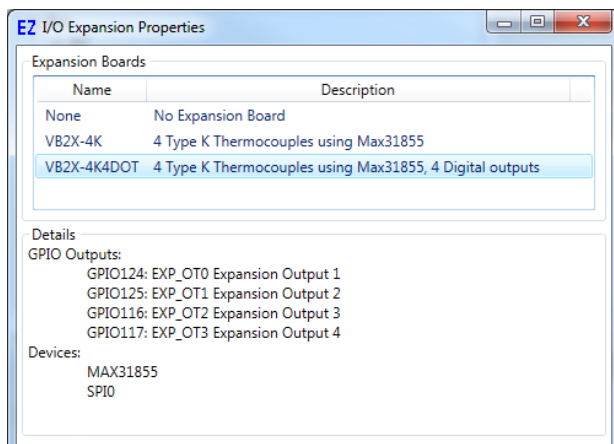 EZ I/O Expansion Properties
Expansion Boards
Name Description
None No Expansion Board
VB2X-4K 4 Type K Thermocouples using Max31855
VB2X-4K4DOT 4 Type K Thermocouples using Max31855, 4 Digital outputs
Details
GPIO Outputs:
GPIO124: EXP_OT0 Expansion Output 1
GPIO125: EXP_OT1 Expansion Output 2
GPIO116: EXP_OT2 Expansion Output 3
GPIO117: EXP_OT3 Expansion Output 4
Devices:
MAX31855
SPI0